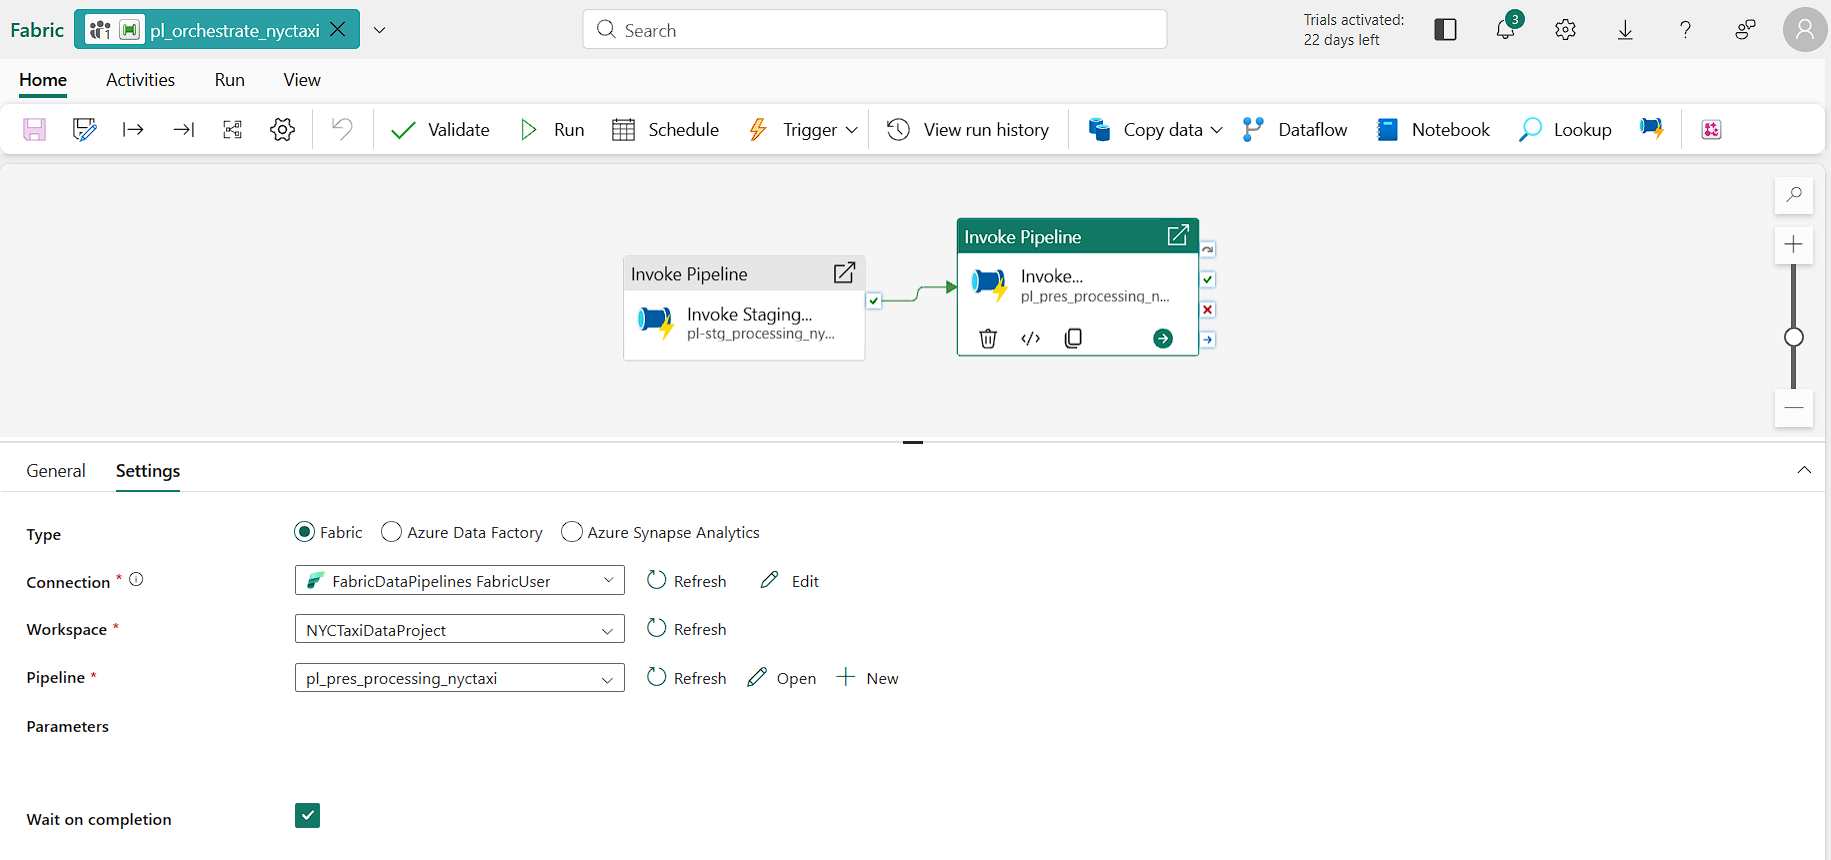 Fabric
1
pl_orchestrate_nyctaxi
Search
Trials activated:
22 days left
3
Home Activities Run View
Validate Run Schedule Trigger View run history Copy data Dataflow Notebook Lookup
Invoke Pipeline
Invoke Staging...
pl-stg_processing_ny...
Invoke Pipeline
Invoke...
pl_pres_processing_n...
General Settings
Type Fabric Azure Data Factory Azure Synapse Analytics
Connection * FabricDataPipelines FabricUser Refresh Edit
Workspace * NYCTaxiDataProject Refresh
Pipeline * pl_pres_processing_nyctaxi Refresh Open New
Parameters
Wait on completion